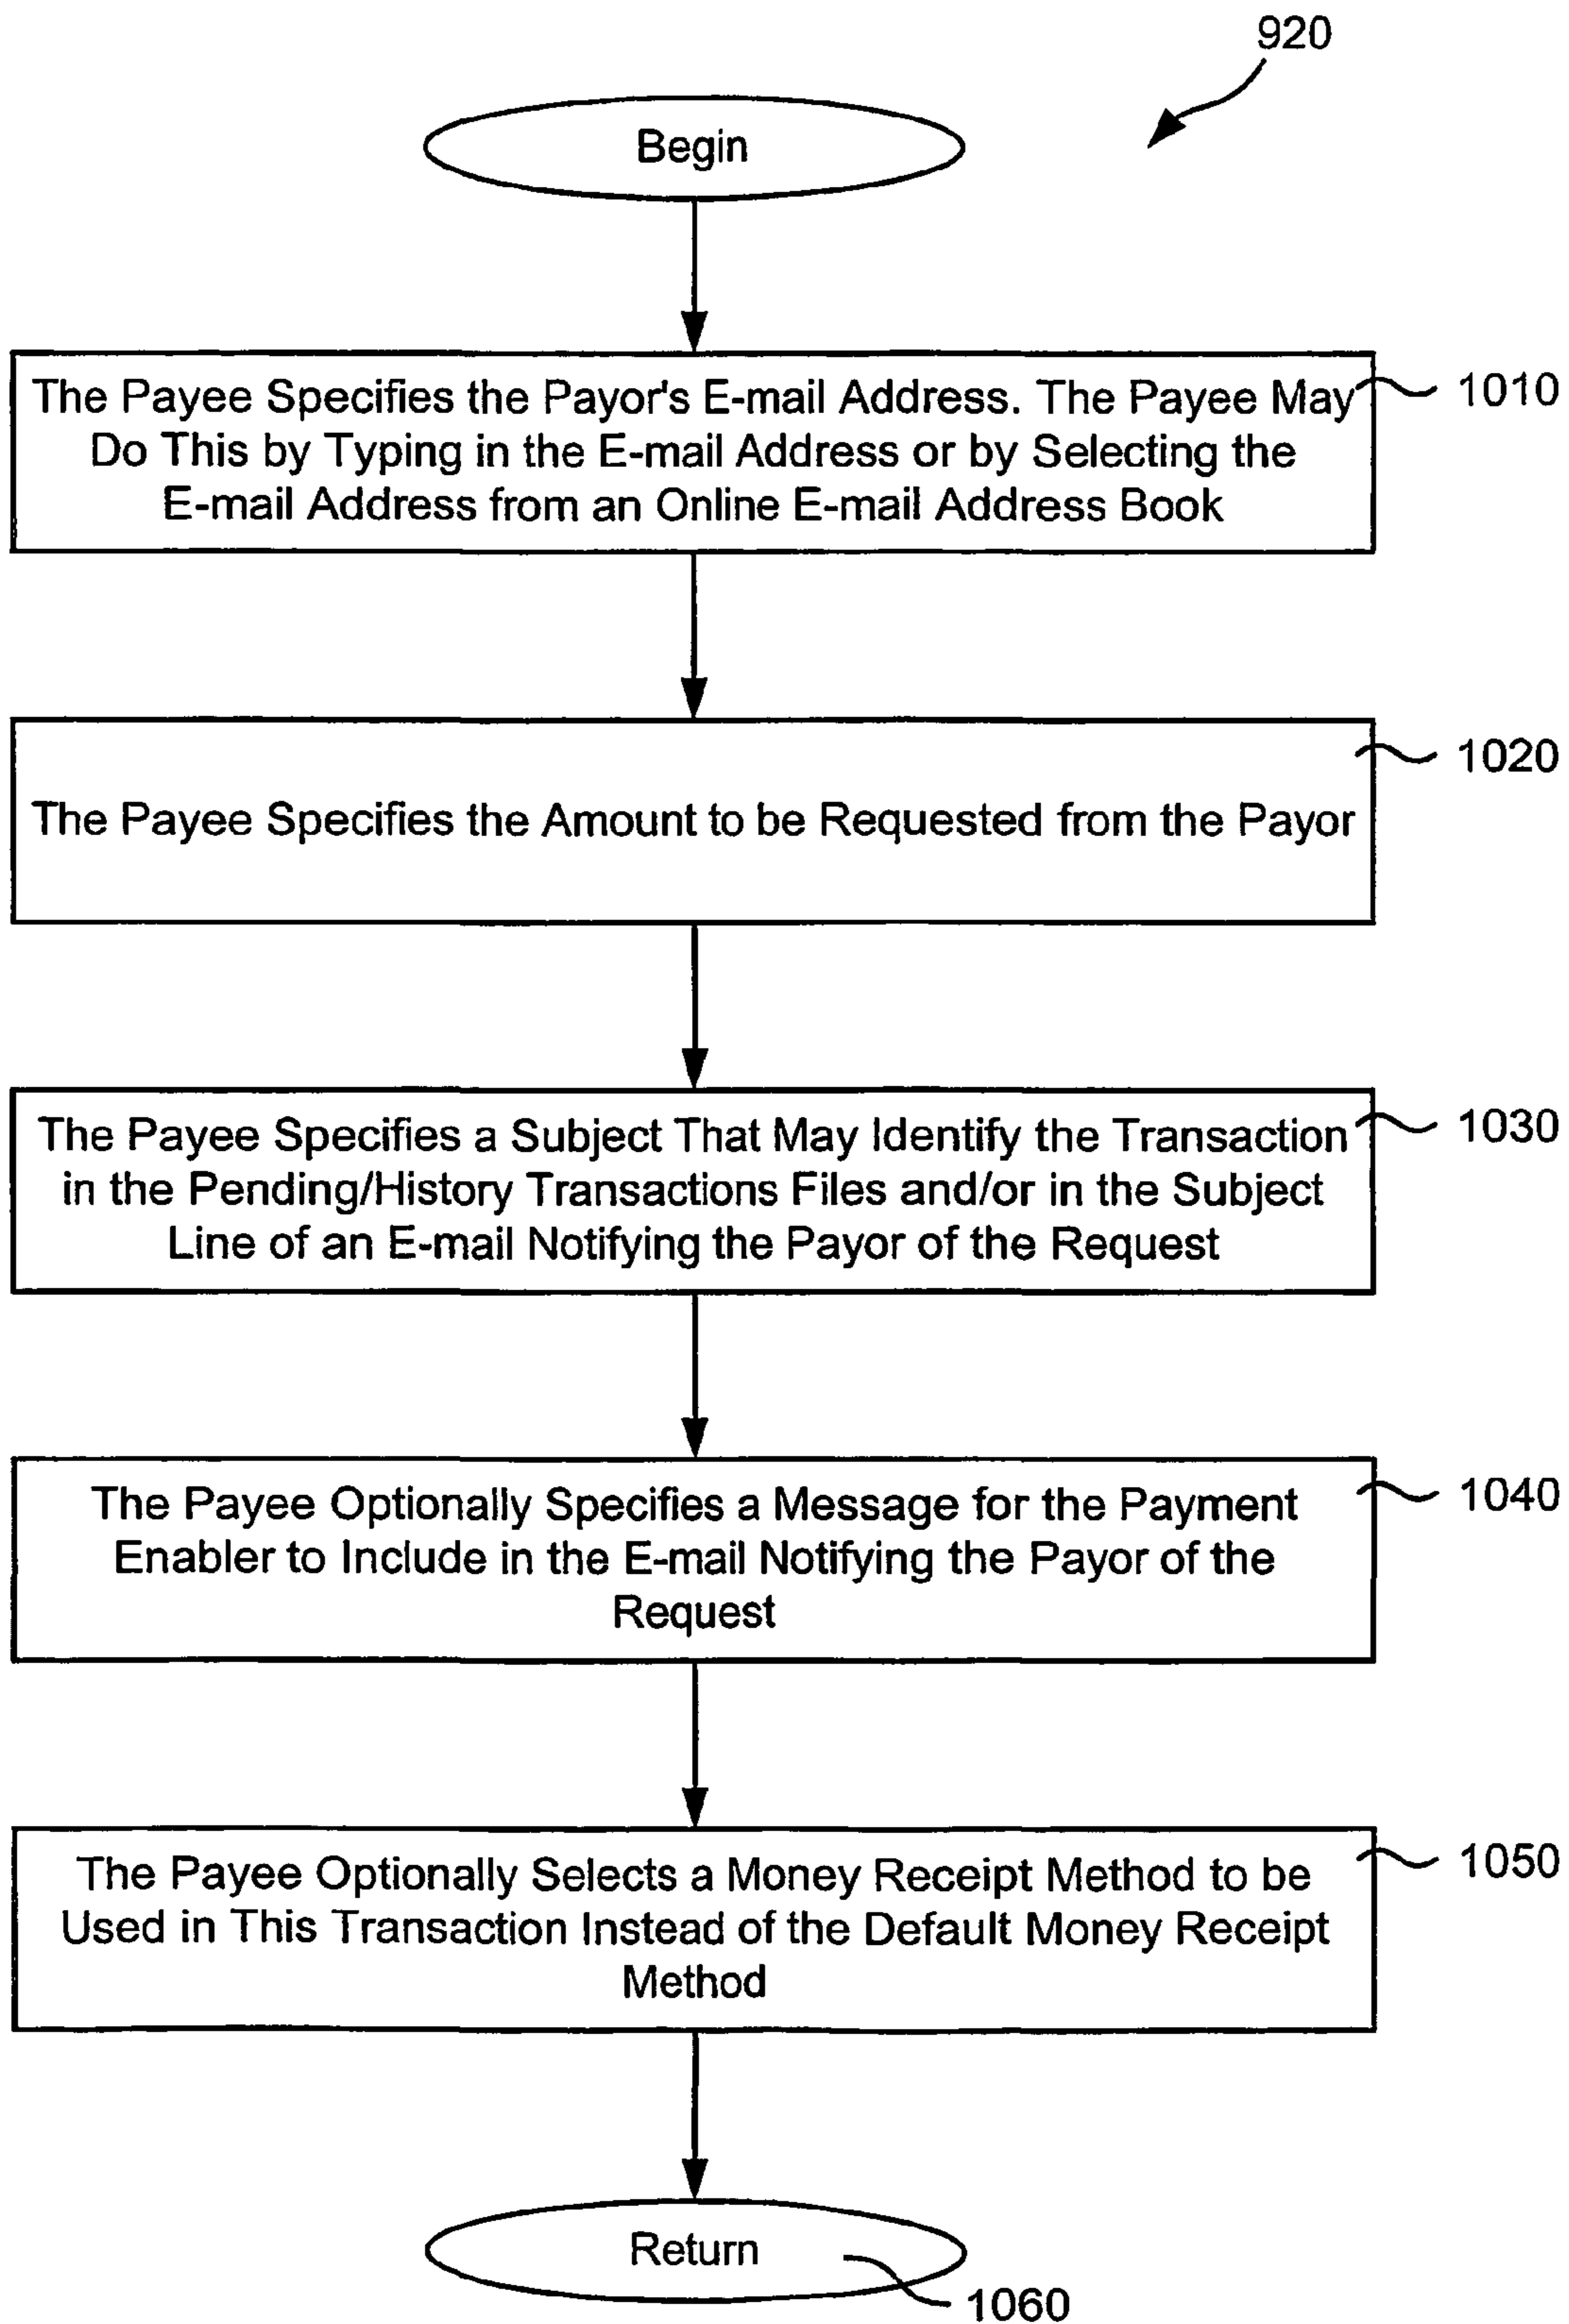 920
Begin
The Payee Specifies the Payor's E-mail Address. The Payee May
Do This by Typing in the E-mail Address or by Selecting the
E-mail Address from an Online E-mail Address Book
1010
The Payee Specifies the Amount to be Requested from the Payor
1020
The Payee Specifies a Subject That May Identify the Transaction
in the Pending/History Transactions Files and/or in the Subject
Line of an E-mail Notifying the Payor of the Request
1030
The Payee Optionally Specifies a Message for the Payment
Enabler to Include in the E-mail Notifying the Payor of the
Request
1040
The Payee Optionally Selects a Money Receipt Method to be
Used in This Transaction Instead of the Default Money Receipt
Method
1050
Return
1060